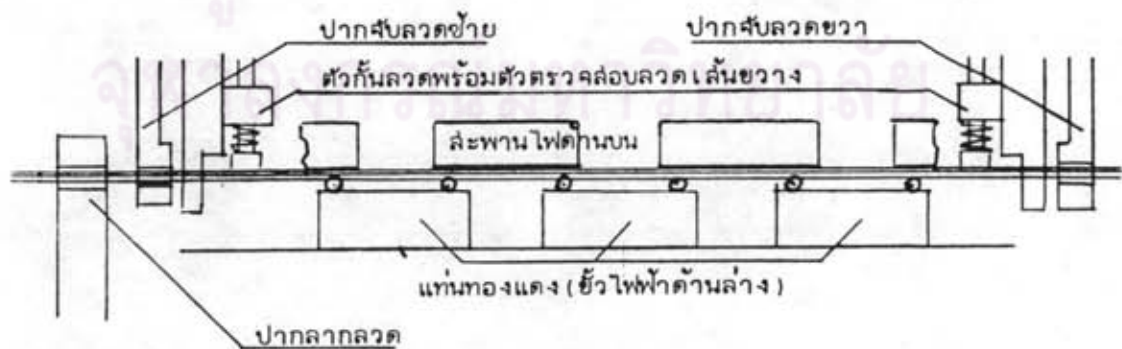 ปากจับลวดซ้าย
ปากจับลวดขวา
ตัวกั้นลวดพร้อมตัวตรวจสอบลวดเส้นขวาง
สะพานไฟด้านบน
แท่นทองแดง (ขั้วไฟฟ้าด้านล่าง)
ปากลากลวด